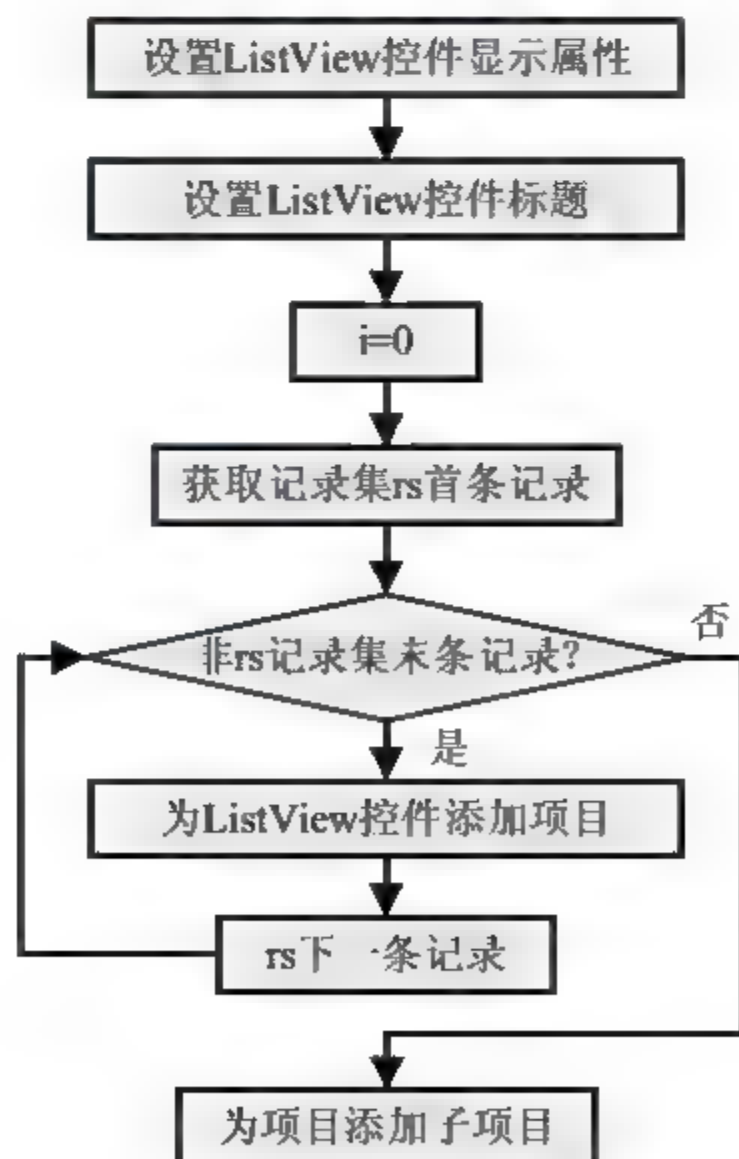 设置ListView控件显示属性
设置ListView控件标题
i=0
获取记录集rs首条记录
非rs记录集末条记录?
否
是
为ListView控件添加项目
rs下一条记录
为项目添加子项目